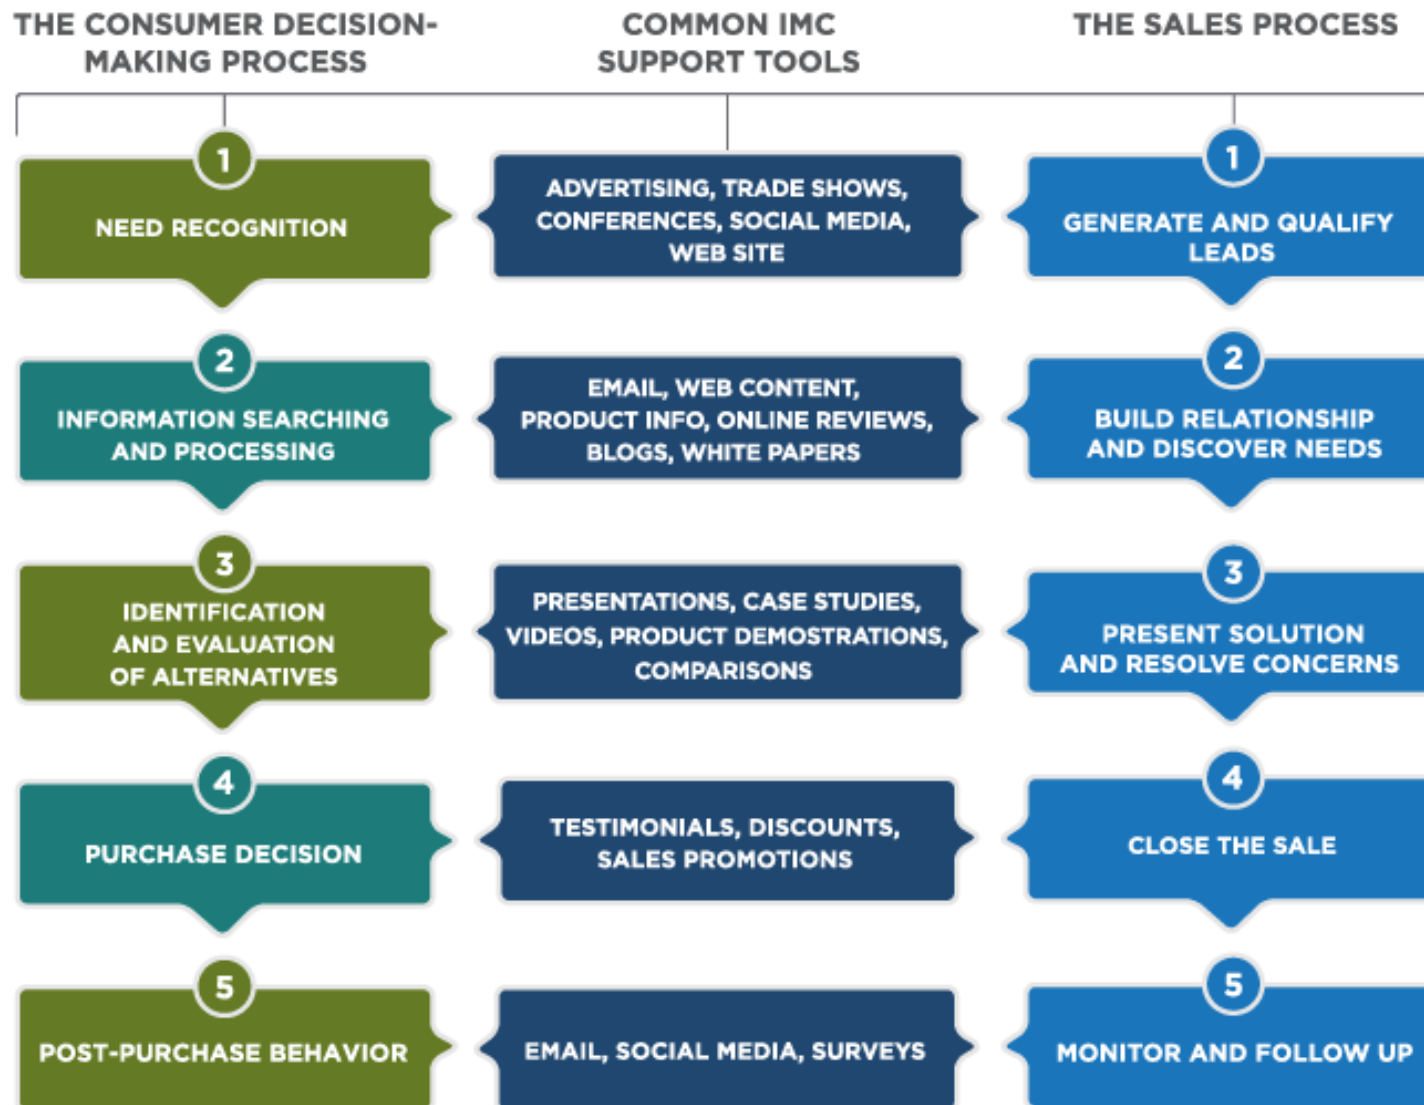 THE CONSUMER DECISION-
MAKING PROCESS
COMMON IMC
SUPPORT TOOLS
THE SALES PROCESS
1
NEED RECOGNITION
ADVERTISING, TRADE SHOWS,
CONFERENCES, SOCIAL MEDIA,
WEB SITE
1
GENERATE AND QUALIFY
LEADS
2
INFORMATION SEARCHING
AND PROCESSING
EMAIL, WEB CONTENT,
PRODUCT INFO, ONLINE REVIEWS,
BLOGS, WHITE PAPERS
2
BUILD RELATIONSHIP
AND DISCOVER NEEDS
3
IDENTIFICATION
AND EVALUATION
OF ALTERNATIVES
PRESENTATIONS, CASE STUDIES,
VIDEOS, PRODUCT DEMOSTRATIONS,
COMPARISONS
3
PRESENT SOLUTION
AND RESOLVE CONCERNS
4
PURCHASE DECISION
TESTIMONIALS, DISCOUNTS,
SALES PROMOTIONS
4
CLOSE THE SALE
5
POST-PURCHASE BEHAVIOR
EMAIL, SOCIAL MEDIA, SURVEYS
5
MONITOR AND FOLLOW UP